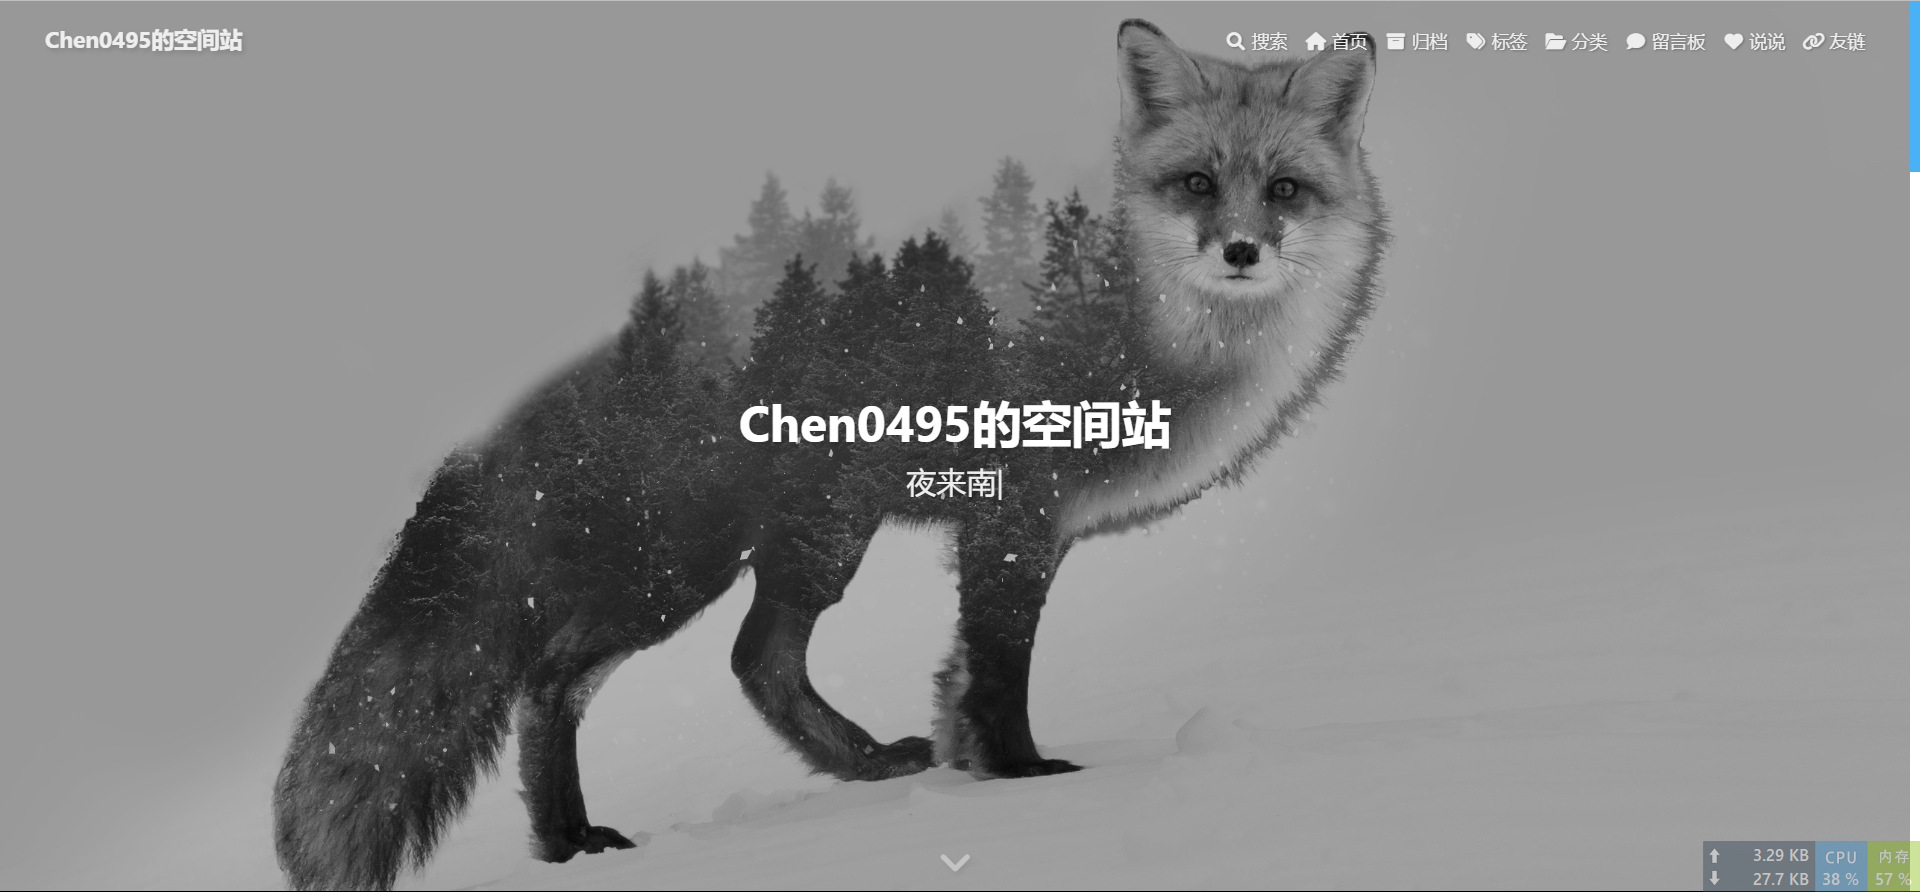 Chen0495的空间站
搜索 首页 归档 标签 分类 留言板 说说 友链
Chen0495的空间站
夜来南
3.29 KB CPU 内存
27.7 KB 38 % 57 %